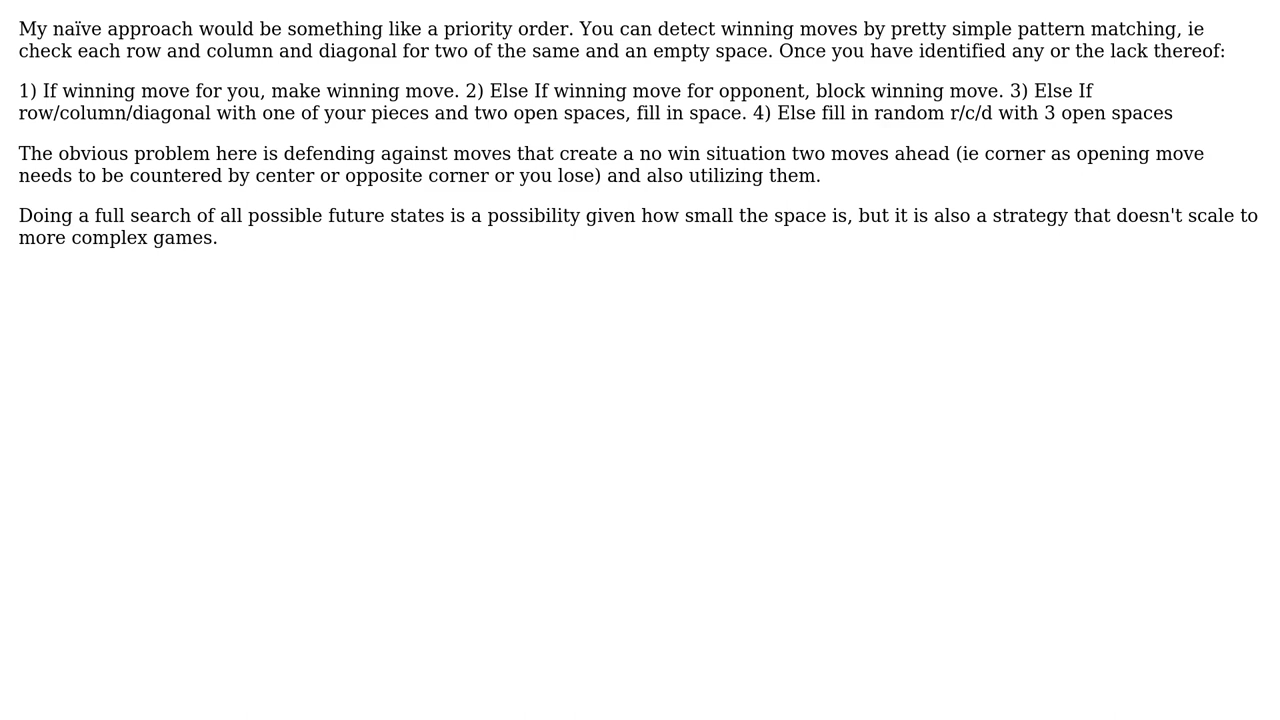 My naïve approach would be something like a priority order. You can detect winning moves by pretty simple pattern matching, ie
check each row and column and diagonal for two of the same and an empty space. Once you have identified any or the lack thereof:
1) If winning move for you, make winning move. 2) Else If winning move for opponent, block winning move. 3) Else If
row/column/diagonal with one of your pieces and two open spaces, fill in space. 4) Else fill in random r/c/d with 3 open spaces
The obvious problem here is defending against moves that create a no win situation two moves ahead (ie corner as opening move
needs to be countered by center or opposite corner or you lose) and also utilizing them.
Doing a full search of all possible future states is a possibility given how small the space is, but it is also a strategy that doesn't scale to
more complex games.